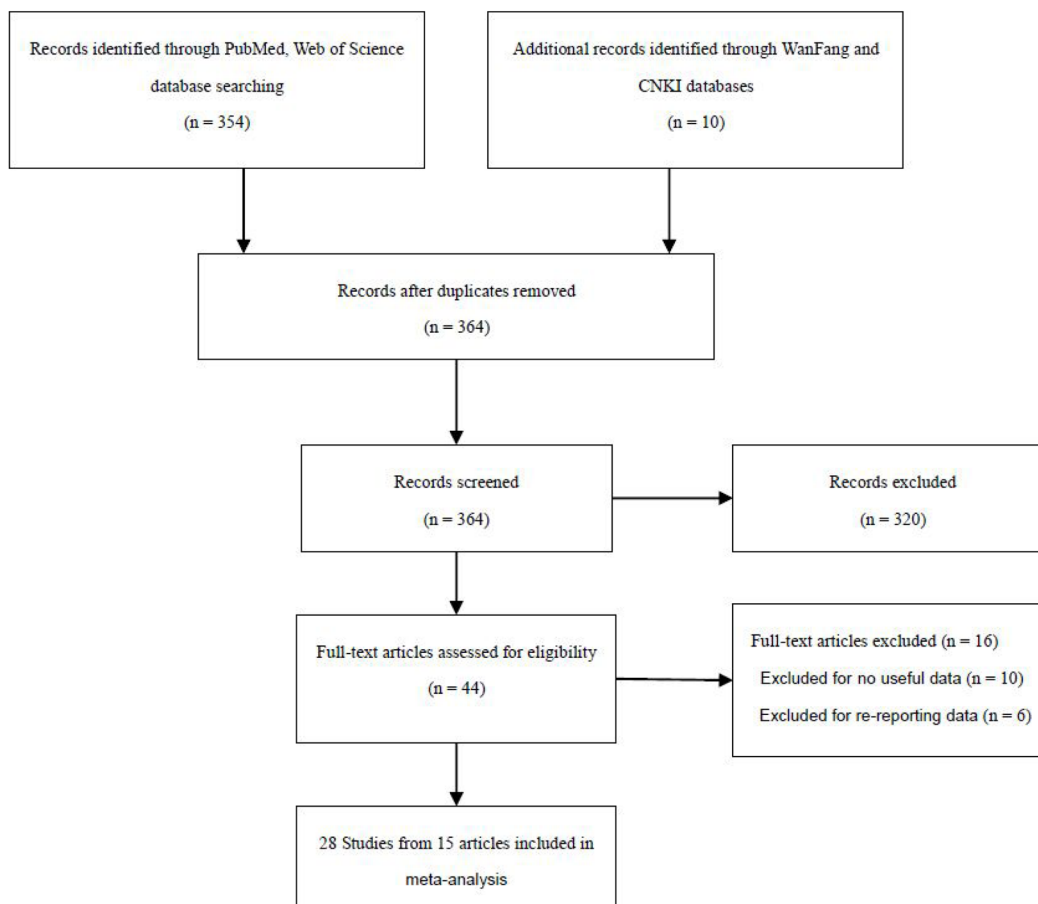 Records identified through PubMed, Web of Science
database searching
(n = 354)
Additional records identified through WanFang and
CNKI databases
(n = 10)
Records after duplicates removed
(n = 364)
Records screened
(n = 364)
Records excluded
(n = 320)
Full-text articles assessed for eligibility
(n = 44)
Full-text articles excluded (n = 16)
Excluded for no useful data (n = 10)
Excluded for re-reporting data (n = 6)
28 Studies from 15 articles included in
meta-analysis